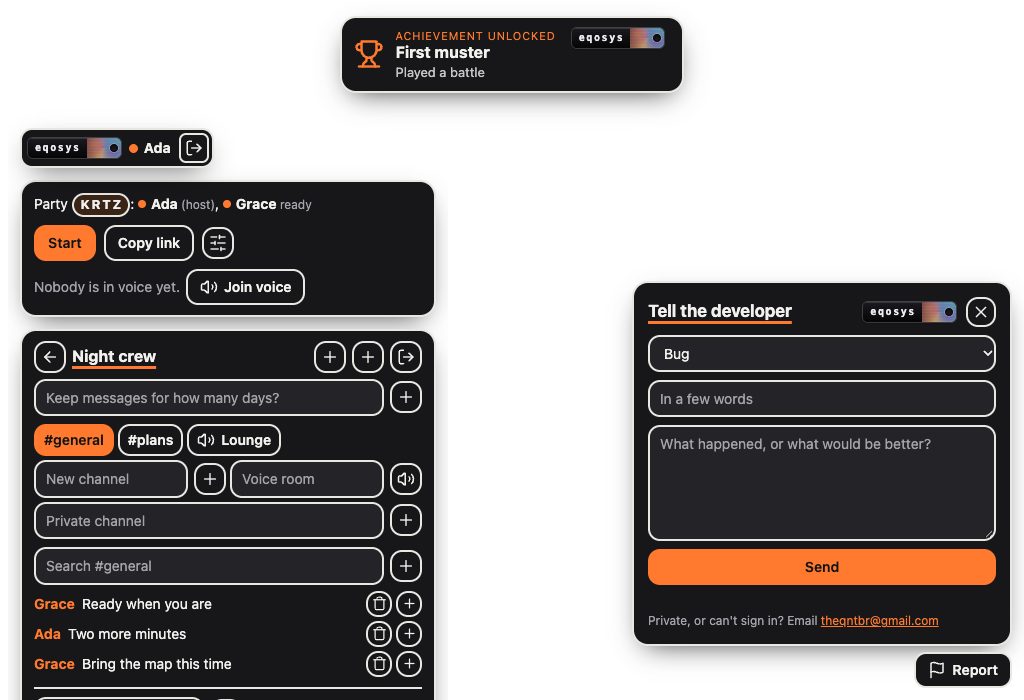 ACHIEVEMENT UNLOCKED
eqosys
First muster
Played a battle
eqosys Ada
Party KRTZ: Ada (host), Grace ready
Start Copy link
Nobody is in voice yet. Join voice
Night crew
Keep messages for how many days?
#general #plans Lounge
New channel Voice room
Private channel
Search #general
Grace Ready when you are
Ada Two more minutes
Grace Bring the map this time
Tell the developer eqosys
Bug
In a few words
What happened, or what would be better?
Send
Private, or can't sign in? Email theqntbr@gmail.com
Report